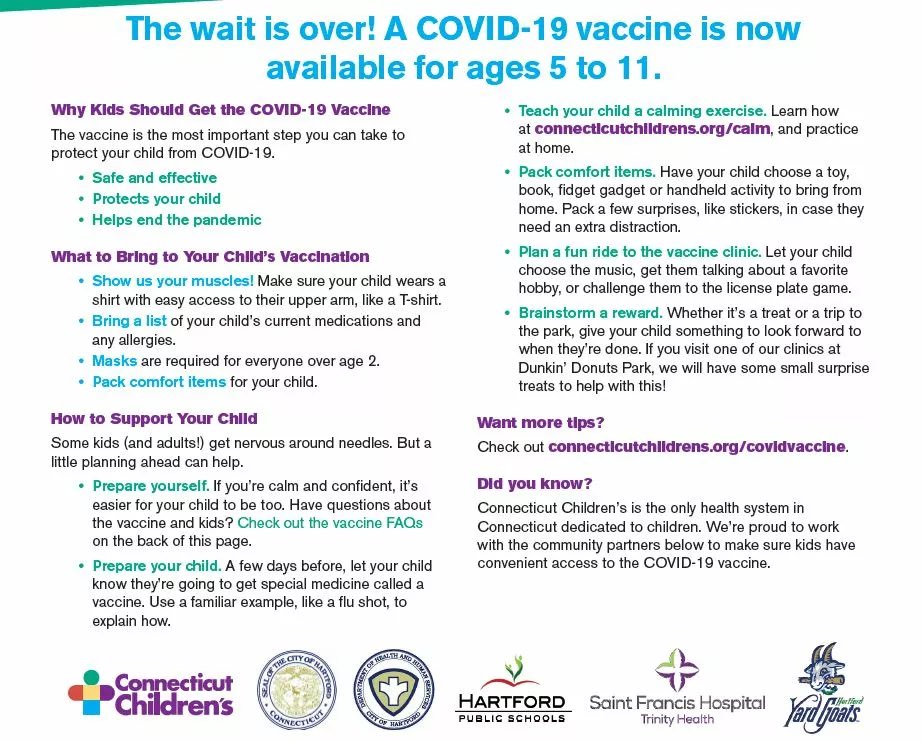 The wait is over! A COVID-19 vaccine is now
available for ages 5 to 11.
Why Kids Should Get the COVID-19 Vaccine
The vaccine is the most important step you can take to
protect your child from COVID-19.
• Safe and effective
• Protects your child
• Helps end the pandemic
What to Bring to Your Child's Vaccination
• Show us your muscles! Make sure your child wears a
shirt with easy access to their upper arm, like a T-shirt.
• Bring a list of your child's current medications and
any allergies.
• Masks are required for everyone over age 2.
• Pack comfort items for your child.
How to Support Your Child
Some kids (and adults!) get nervous around needles. But a
little planning ahead can help.
• Prepare yourself. If you're calm and confident, it's
easier for your child to be too. Have questions about
the vaccine and kids? Check out the vaccine FAQs
on the back of this page.
• Prepare your child. A few days before, let your child
know they're going to get special medicine called a
vaccine. Use a familiar example, like a flu shot, to
explain how.
• Teach your child a calming exercise. Learn how
at connecticutchildrens.org/calm, and practice
at home.
• Pack comfort items. Have your child choose a toy,
book, fidget gadget or handheld activity to bring from
home. Pack a few surprises, like stickers, in case they
need an extra distraction.
• Plan a fun ride to the vaccine clinic. Let your child
choose the music, get them talking about a favorite
hobby, or challenge them to the license plate game.
• Brainstorm a reward. Whether it's a treat or a trip to
the park, give your child something to look forward to
when they're done. If you visit one of our clinics at
Dunkin' Donuts Park, we will have some small surprise
treats to help with this!
Want more tips?
Check out connecticutchildrens.org/covidvaccine.
Did you know?
Connecticut Children's is the only health system in
Connecticut dedicated to children. We're proud to work
with the community partners below to make sure kids have
convenient access to the COVID-19 vaccine.
Connecticut
Children's
SEAL OF THE CITY OF HARTFORD
CONNECTICUT
DEPARTMENT OF HEALTH AND HUMAN SERVICES
CITY OF HARTFORD
HARTFORD
PUBLIC SCHOOLS
Saint Francis Hospital
Trinity Health
Hartford
Yard Goats